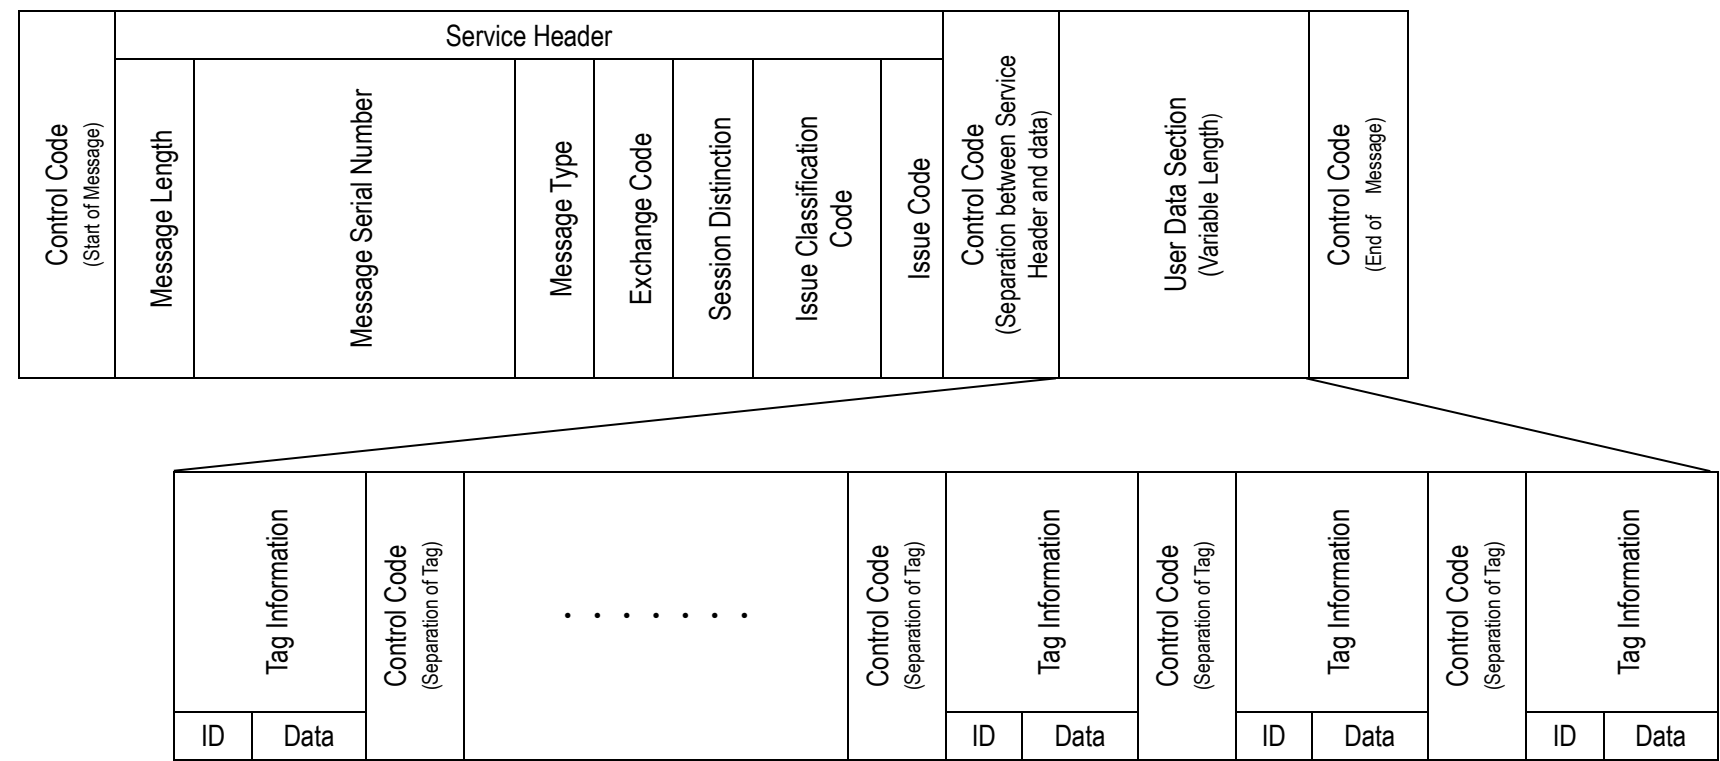 Service Header
Control Code
(Start of Message)
Message Length
Message Serial Number
Message Type
Exchange Code
Session Distinction
Issue Classification
Code
Issue Code
Control Code
(Separation between Service
Header and data)
User Data Section
(Variable Length)
Control Code
(End of Message)
Tag Information
ID Data
Control Code
(Separation of Tag)
. . . . . . .
Control Code
(Separation of Tag)
Tag Information
ID Data
Control Code
(Separation of Tag)
Tag Information
ID Data
Control Code
(Separation of Tag)
Tag Information
ID Data